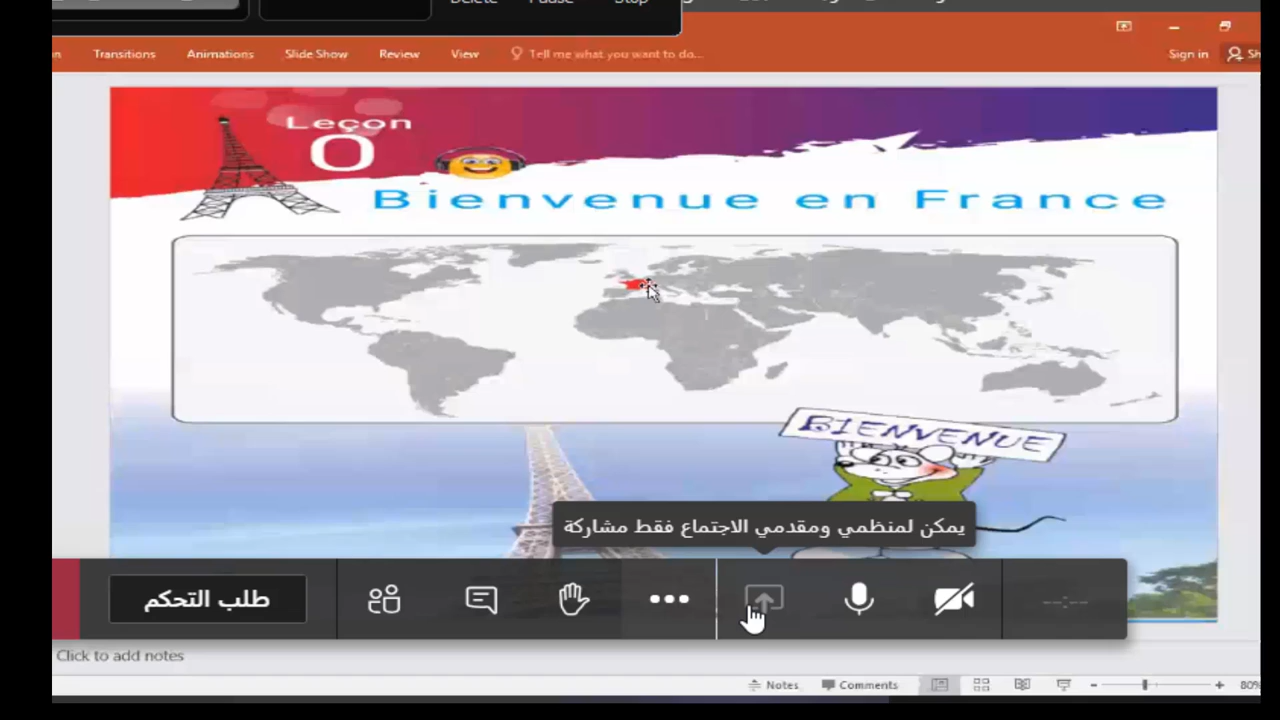 Delete Pause Stop
Transitions Animations Slide Show Review View Tell me what you want to do... Sign in
Leçon
0
Bienvenue en France
BIENVENUE
يمكن لمنظمي ومقدمي الاجتماع فقط مشاركة
طلب التحكم
Click to add notes
Notes Comments 80%